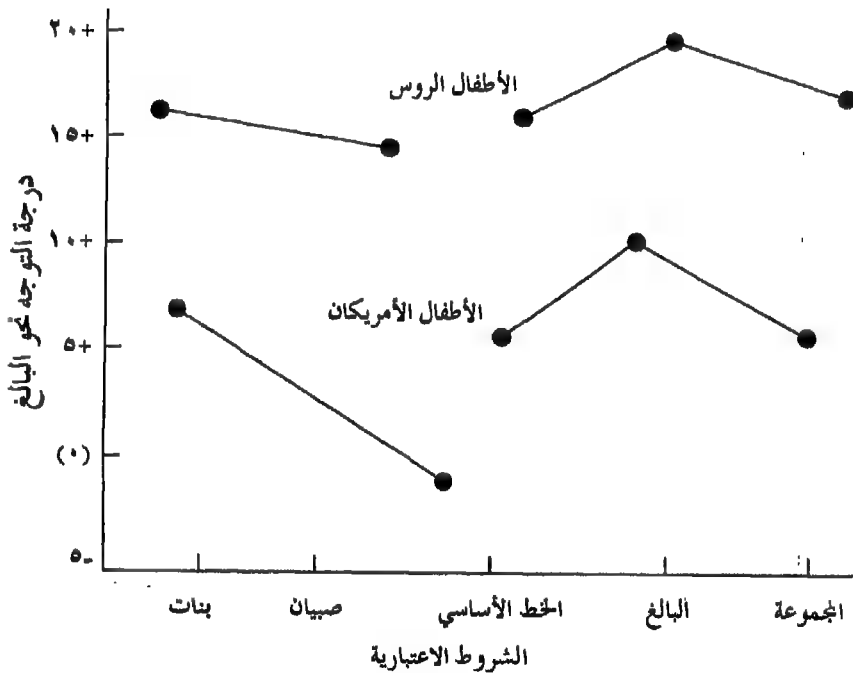 ٢٠+
١٥+
١٠+
٥+
(٠)
٥-
درجة التوجه نحو البالغ
الأطفال الروس
الأطفال الأمريكان
بنات
صبيان
الخط الأساسي
البالغ
المجموعة
الشروط الاعتبارية